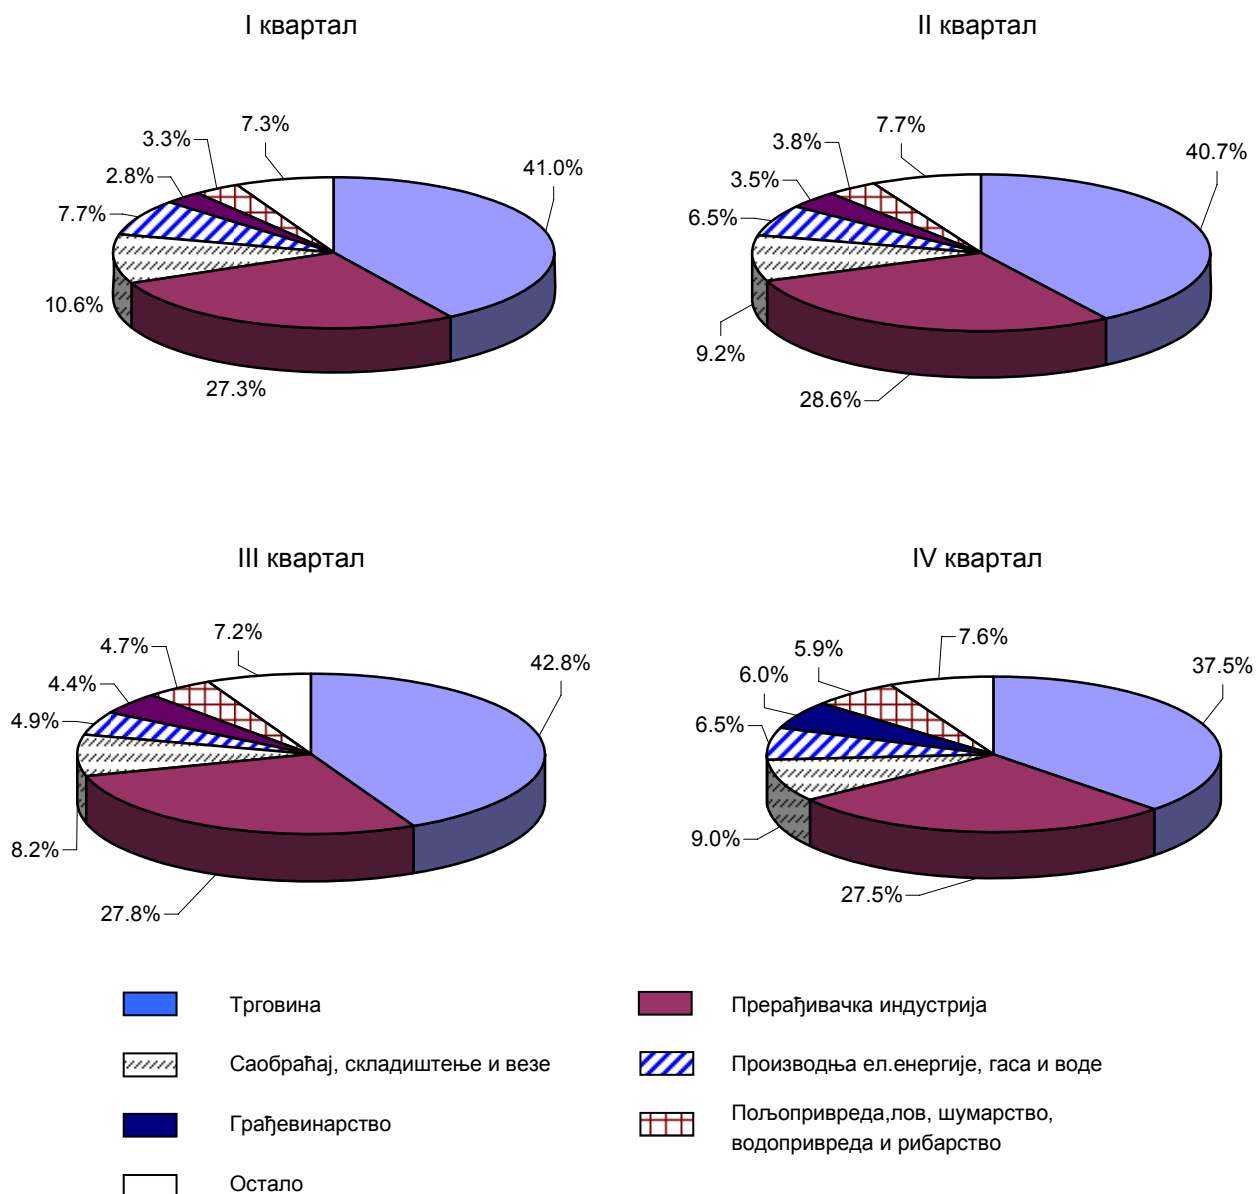 I квартал
II квартал
7.3%
3.3%
2.8%
7.7%
10.6%
27.3%
41.0%
7.7%
3.8%
3.5%
6.5%
9.2%
28.6%
40.7%
III квартал
IV квартал
7.2%
4.7%
4.4%
4.9%
8.2%
27.8%
42.8%
7.6%
5.9%
6.0%
6.5%
9.0%
27.5%
37.5%
Трговина
Прерађивачка индустрија
Саобраћај, складиштење и везе
Производња ел.енергије, гаса и воде
Грађевинарство
Пољопривреда,лов, шумарство,
водопривреда и рибарство
Остало